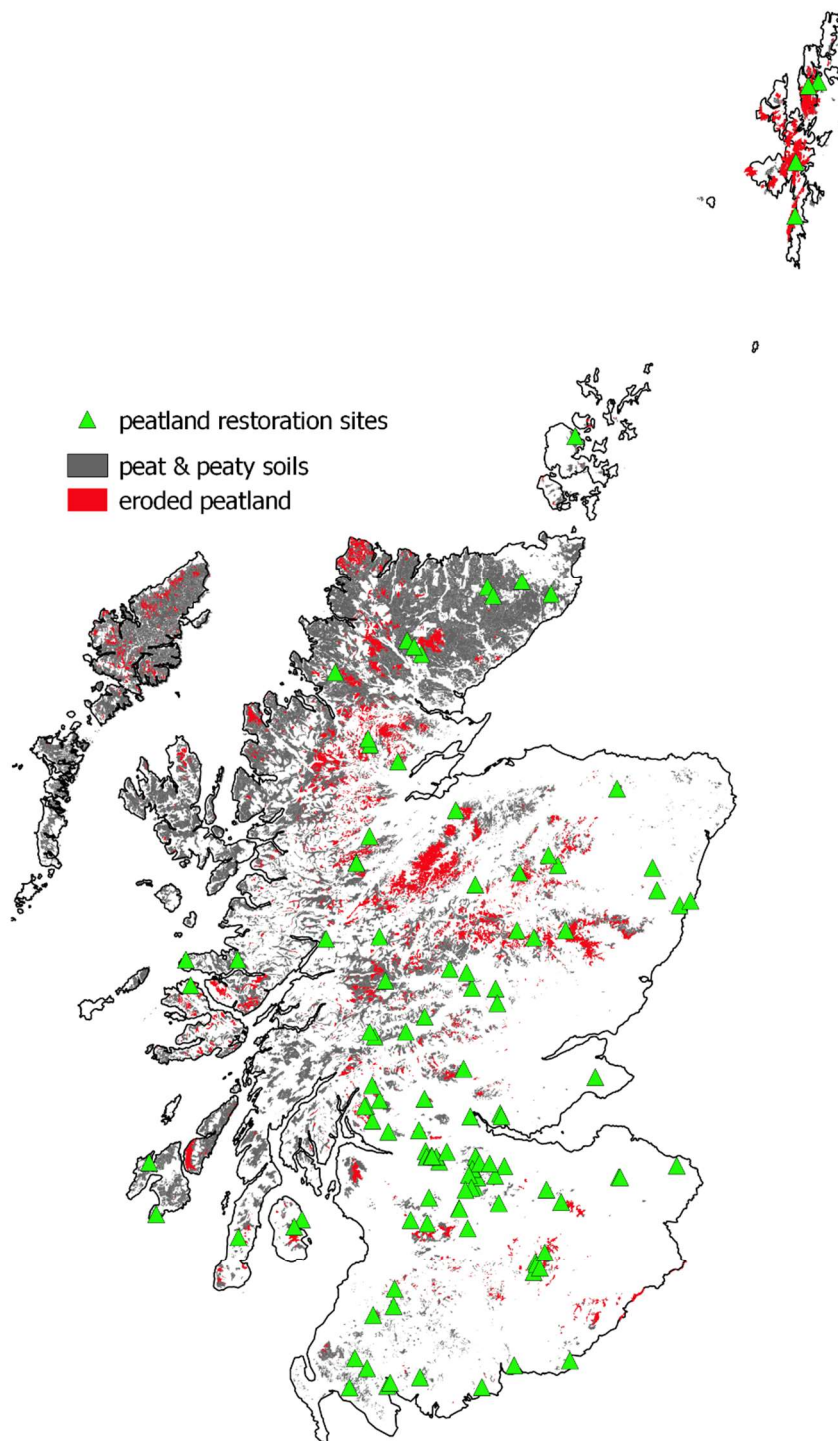 peatland restoration sites
peat & peaty soils
eroded peatland